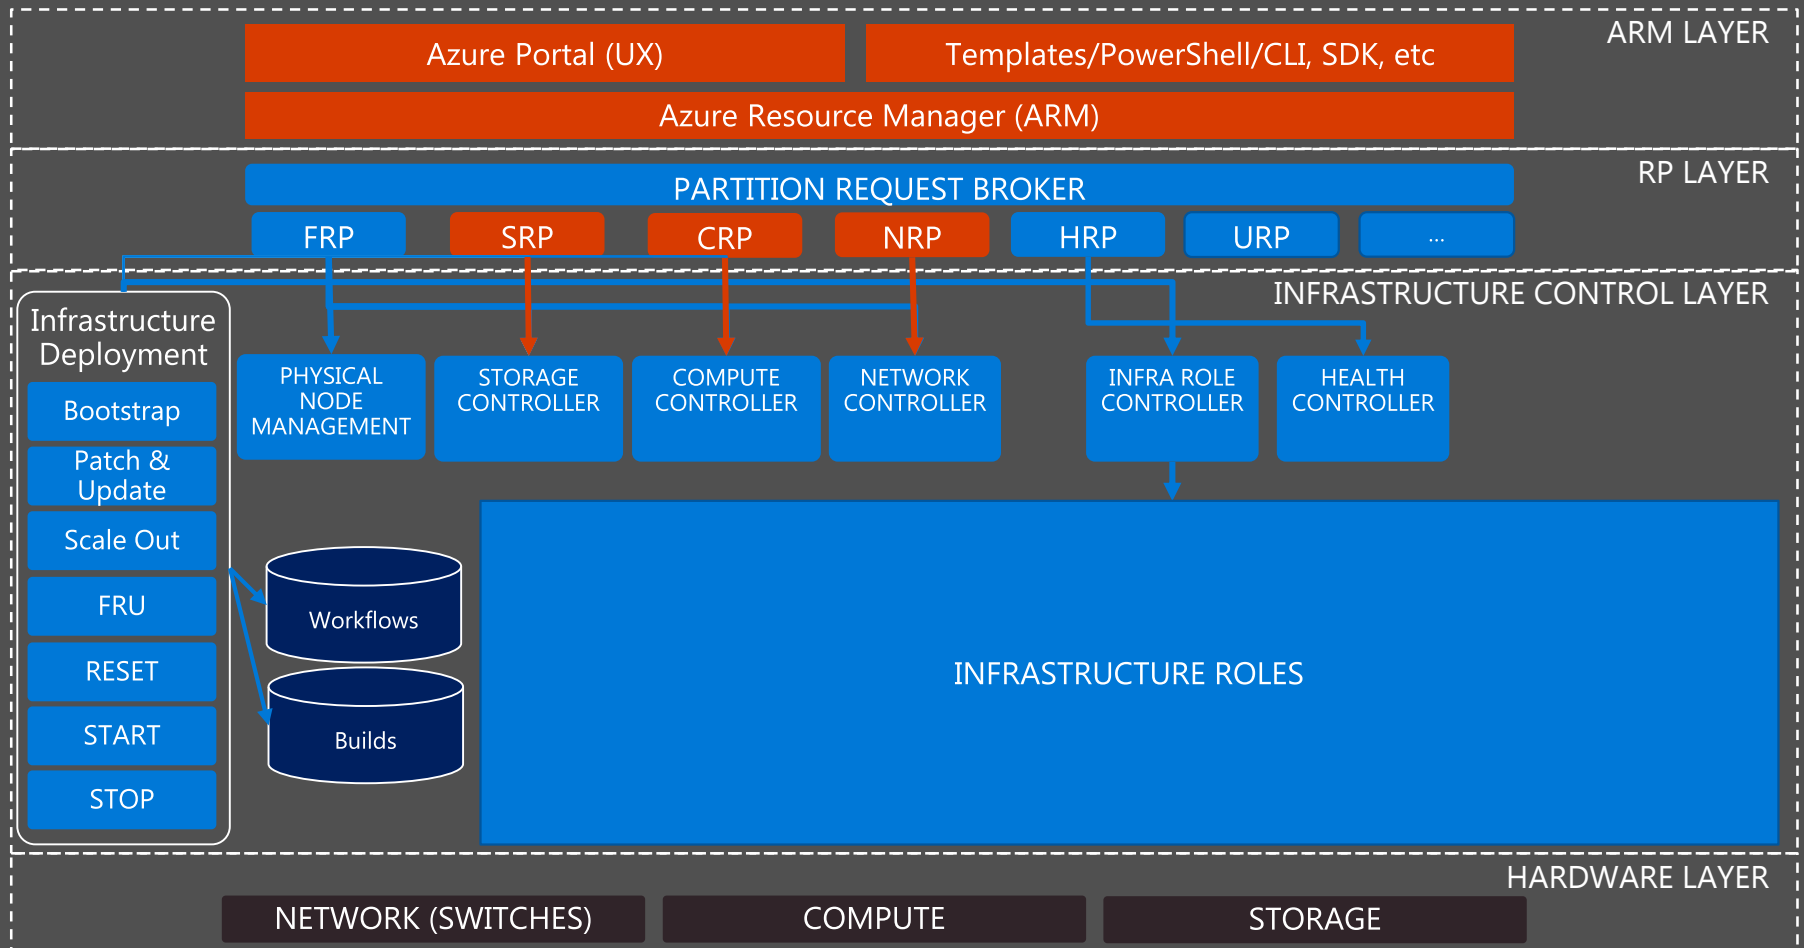 ARM LAYER
Azure Portal (UX)
Templates/PowerShell/CLI, SDK, etc
Azure Resource Manager (ARM)
RP LAYER
PARTITION REQUEST BROKER
FRP
SRP
CRP
NRP
HRP
URP
...
INFRASTRUCTURE CONTROL LAYER
Infrastructure
Deployment
Bootstrap
Patch &
Update
Scale Out
FRU
RESET
START
STOP
PHYSICAL
NODE
MANAGEMENT
STORAGE
CONTROLLER
COMPUTE
CONTROLLER
NETWORK
CONTROLLER
INFRA ROLE
CONTROLLER
HEALTH
CONTROLLER
Workflows
Builds
INFRASTRUCTURE ROLES
HARDWARE LAYER
NETWORK (SWITCHES)
COMPUTE
STORAGE